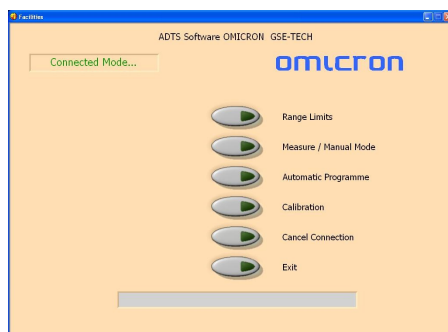 Facilities
ADTS Software OMICRON GSE-TECH
Connected Mode...
omicron
Range Limits
Measure / Manual Mode
Automatic Programme
Calibration
Cancel Connection
Exit